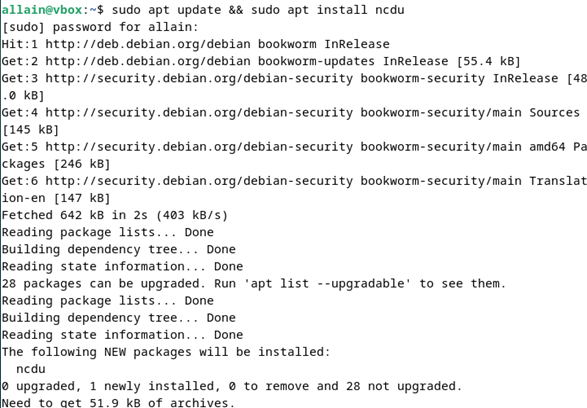 allain@vbox:~$ sudo apt update && sudo apt install ncdu
[sudo] password for allain:
Hit:1 http://deb.debian.org/debian bookworm InRelease
Get:2 http://deb.debian.org/debian bookworm-updates InRelease [55.4 kB]
Get:3 http://security.debian.org/debian-security bookworm-security InRelease [48
.0 kB]
Get:4 http://security.debian.org/debian-security bookworm-security/main Sources
[145 kB]
Get:5 http://security.debian.org/debian-security bookworm-security/main amd64 Pa
ckages [246 kB]
Get:6 http://security.debian.org/debian-security bookworm-security/main Translat
ion-en [147 kB]
Fetched 642 kB in 2s (403 kB/s)
Reading package lists... Done
Building dependency tree... Done
Reading state information... Done
28 packages can be upgraded. Run 'apt list --upgradable' to see them.
Reading package lists... Done
Building dependency tree... Done
Reading state information... Done
The following NEW packages will be installed:
  ncdu
0 upgraded, 1 newly installed, 0 to remove and 28 not upgraded.
Need to get 51.9 kB of archives.